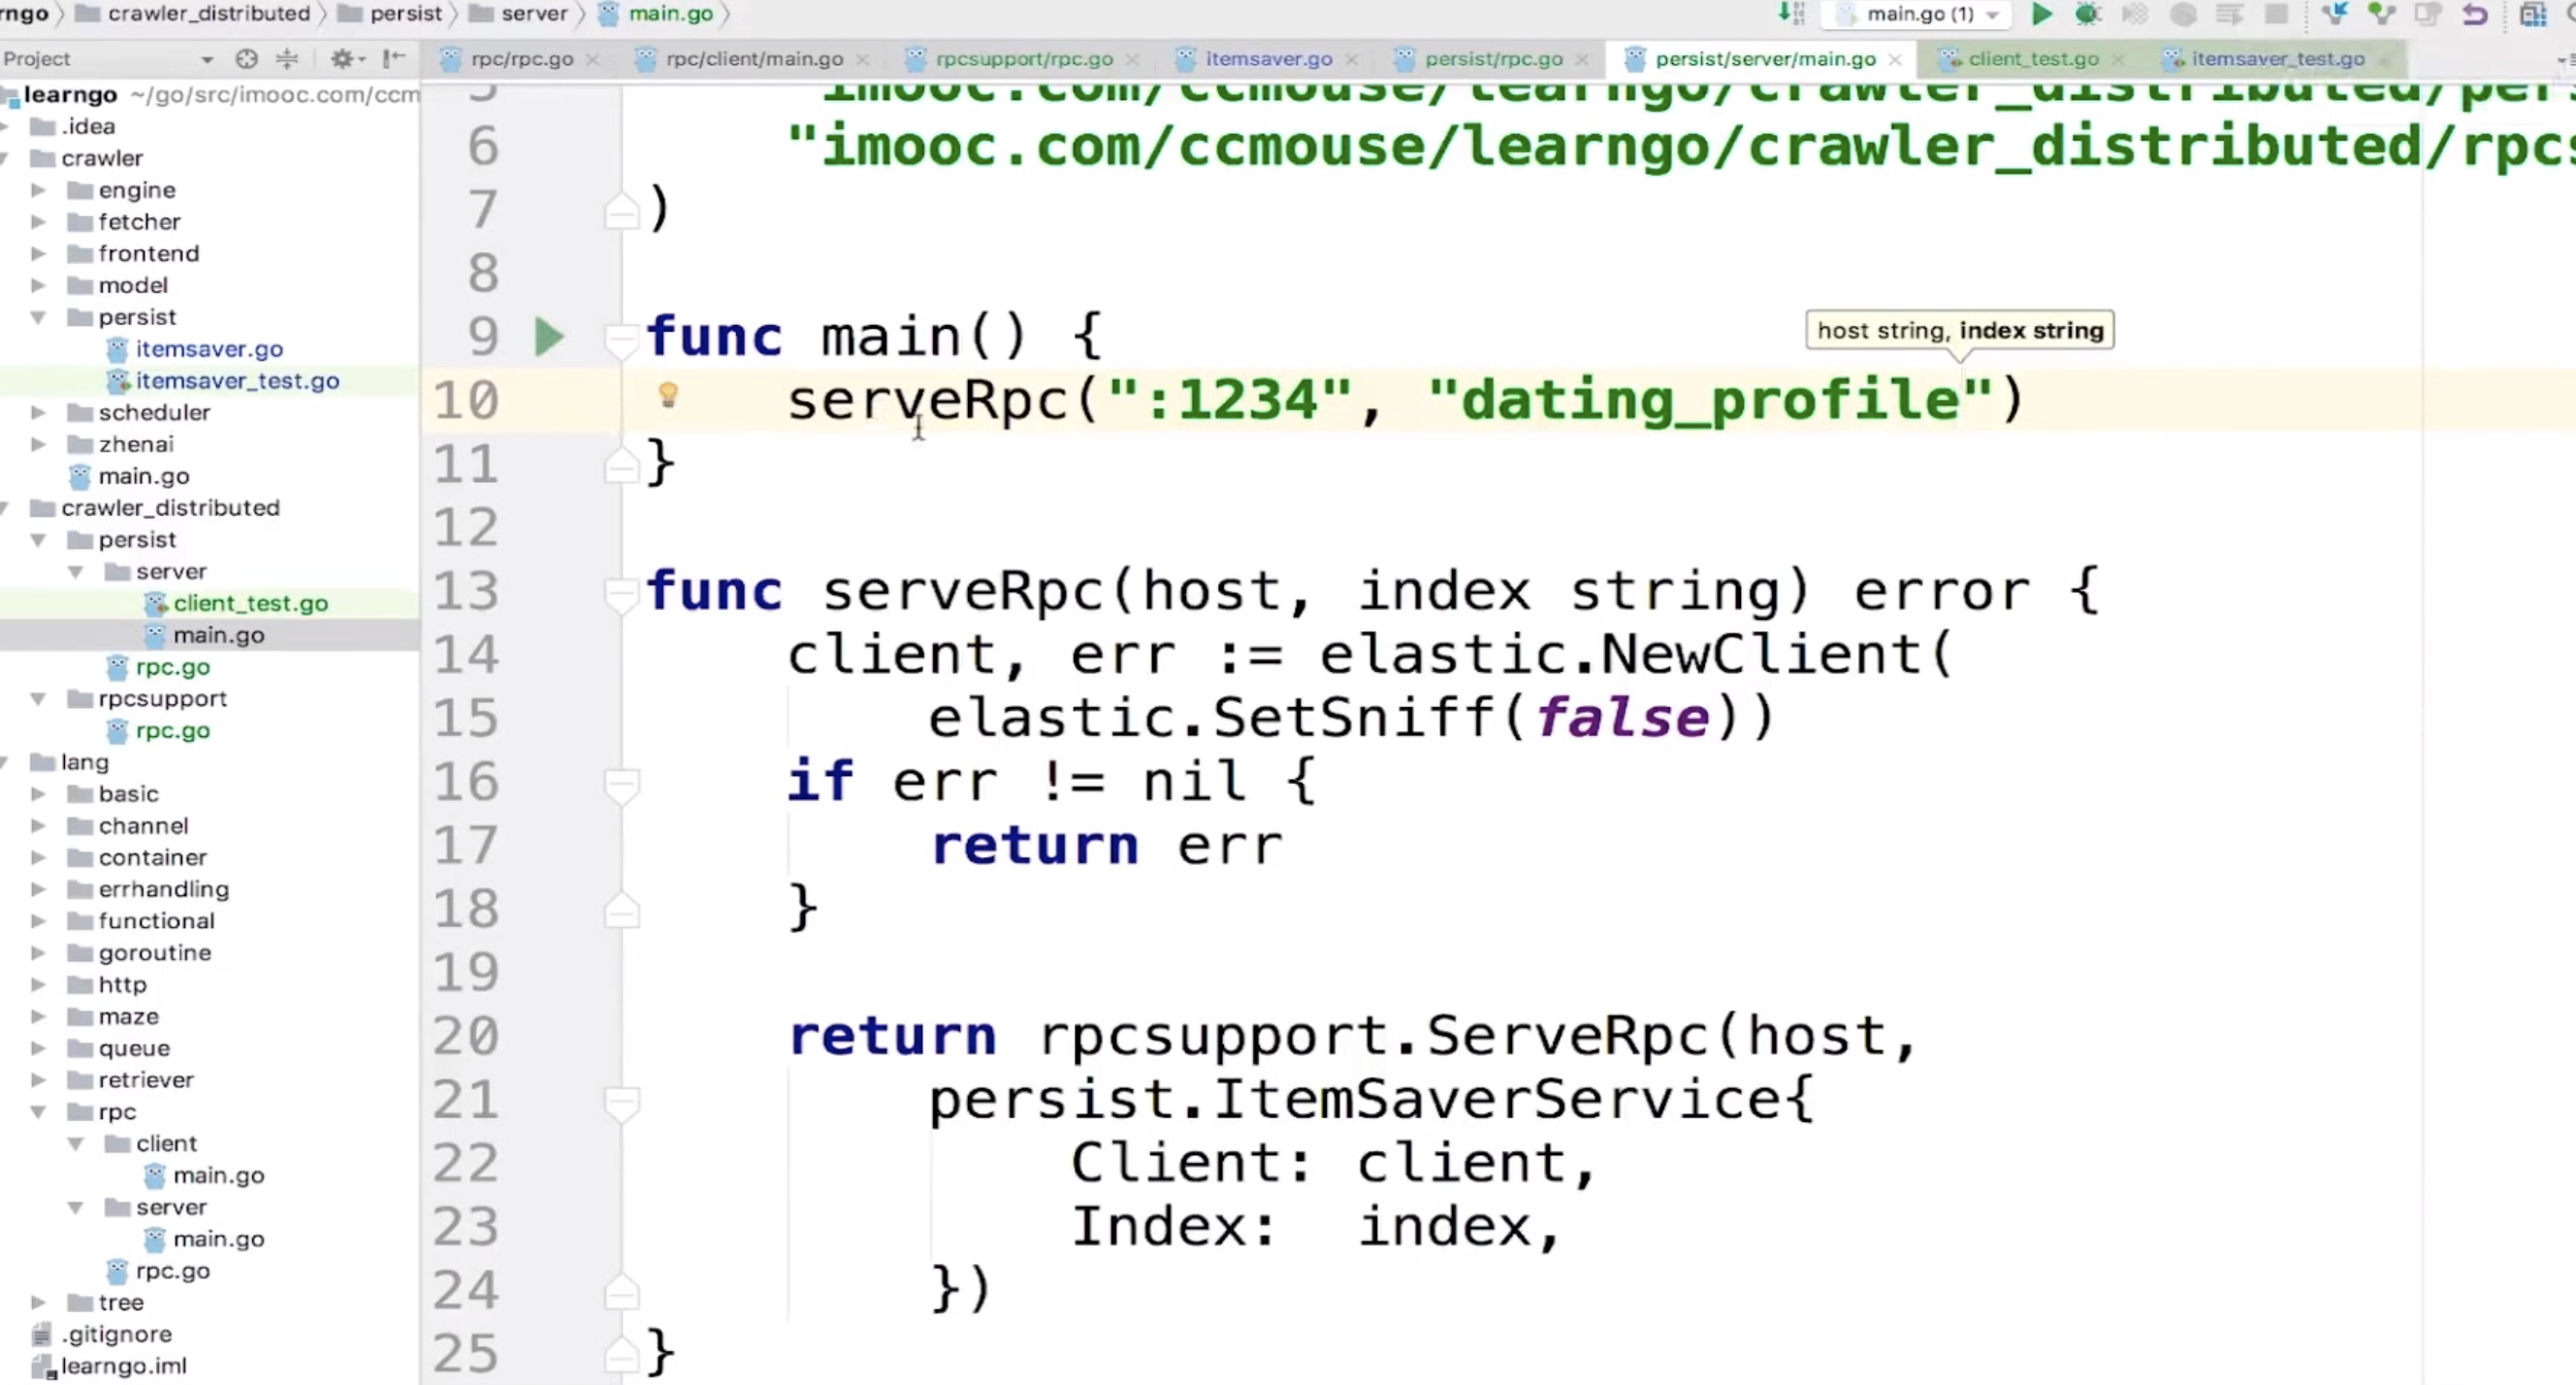 rngo crawler_distributed persist server main.go
main.go (1)
Project
rpc/rpc.go
rpc/client/main.go
rpcsupport/rpc.go
itemsaver.go
persist/rpc.go
persist/server/main.go
client_test.go
itemsaver_test.go
learngo ~/go/src/imooc.com/ccm
.idea
crawler
engine
fetcher
frontend
model
persist
itemsaver.go
itemsaver_test.go
scheduler
zhenai
main.go
crawler_distributed
persist
server
client_test.go
main.go
rpc.go
rpcsupport
rpc.go
lang
basic
channel
container
errhandling
functional
goroutine
http
maze
queue
retriever
rpc
client
main.go
server
main.go
rpc.go
tree
.gitignore
learngo.iml
5 imooc.com/ccmouse/learngo/crawler_distributed/per
6 "imooc.com/ccmouse/learngo/crawler_distributed/rpcs
7 )
8
9 func main() {
host string, index string
10 serveRpc(":1234", "dating_profile")
11 }
12
13 func serveRpc(host, index string) error {
14 client, err := elastic.NewClient(
15 elastic.SetSniff(false))
16 if err != nil {
17 return err
18 }
19
20 return rpcsupport.ServeRpc(host,
21 persist.ItemSaverService{
22 Client: client,
23 Index: index,
24 })
25 }